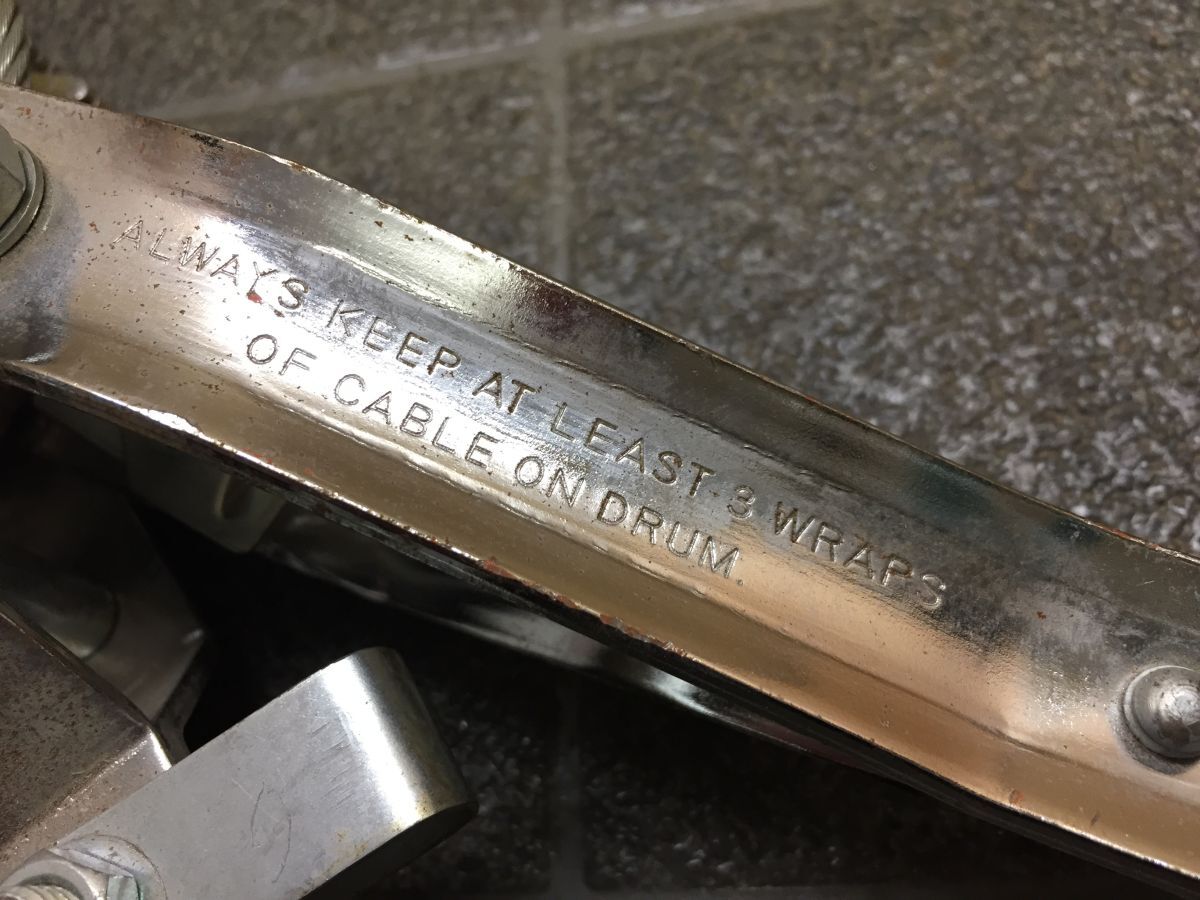 ALWAYS KEEP AT LEAST 3 WRAPS
OF CABLE ON DRUM.